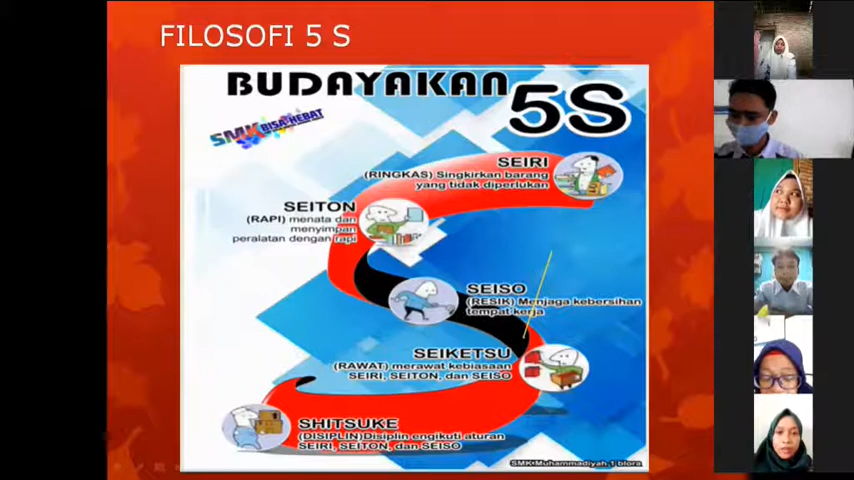 FILOSOFI 5 S
BUDAYAKAN
5S
SMK BISA-HEBAT
SEIRI
(RINGKAS) Singkirkan barang
yang tidak diperlukan
SEITON
(RAPI) menata dan
menyimpan
peralatan dengan rapi
SEISO
(RESIK) Menjaga kebersihan
tempat kerja
SEIKETSU
(RAWAT) merawat kebiasaan
SEIRI, SEITON, dan SEISO
SHITSUKE
(DISIPLIN)Disiplin engikuti aturan
SEIRI, SEITON, dan SEISO
SMK Muhammadiyah 1 blora